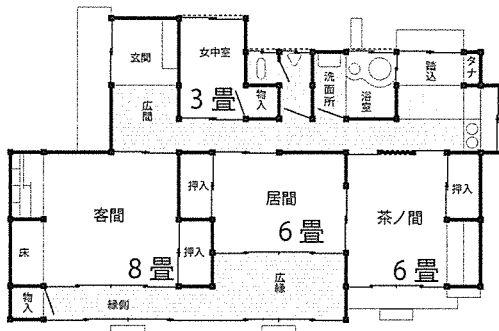 玄関
女中室
3畳
物入
洗面所
浴室
踏込
タナ
広間
客間
8畳
押入
押入
居間
6畳
茶ノ間
6畳
押入
床
物入
縁側
広縁